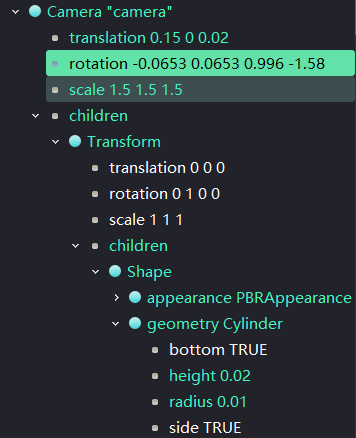 Camera "camera"
translation 0.15 0 0.02
rotation -0.0653 0.0653 0.996 -1.58
scale 1.5 1.5 1.5
children
Transform
translation 0 0 0
rotation 0 1 0 0
scale 1 1 1
children
Shape
appearance PBRAppearance
geometry Cylinder
bottom TRUE
height 0.02
radius 0.01
side TRUE